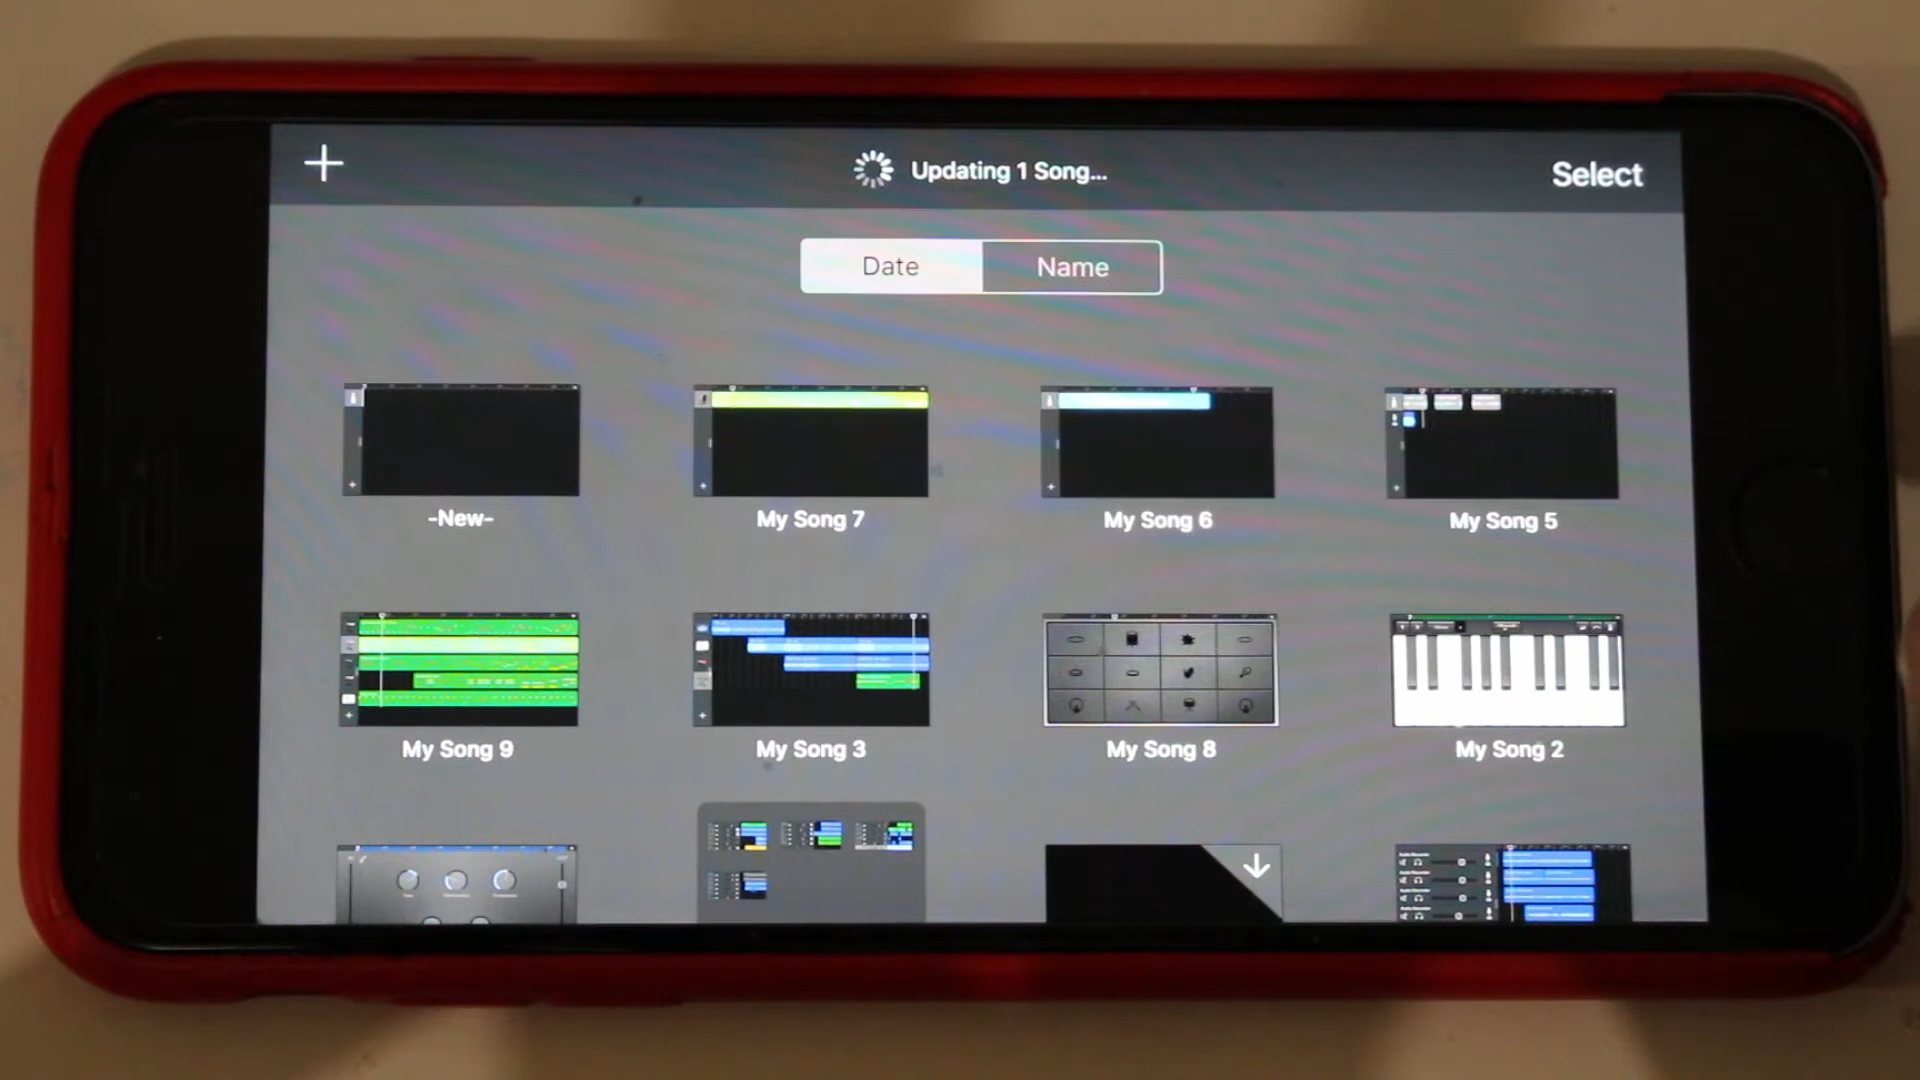 Updating 1 Song...
Select
Date
Name
-New-
My Song 7
My Song 6
My Song 5
My Song 9
My Song 3
My Song 8
My Song 2